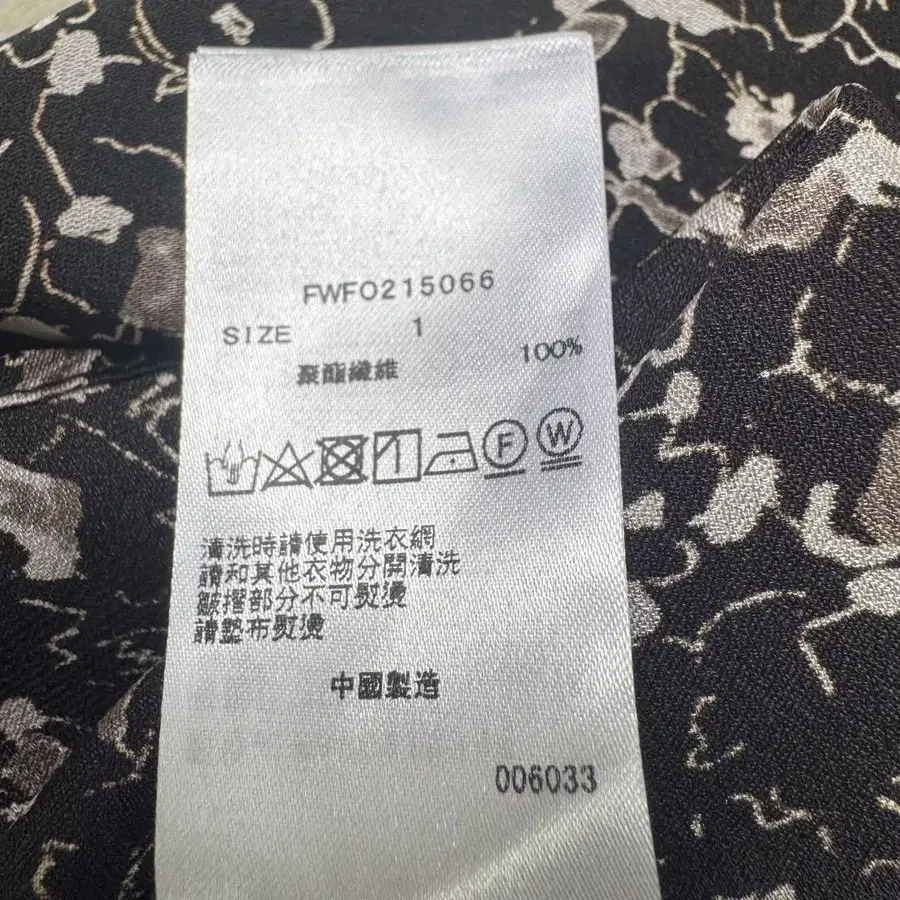 FWF0215066
SIZE 1
聚酯纖維 100%
F W
清洗時請使用洗衣網
請和其他衣物分開清洗
皺摺部分不可熨燙
請墊布熨燙
中國製造
006033